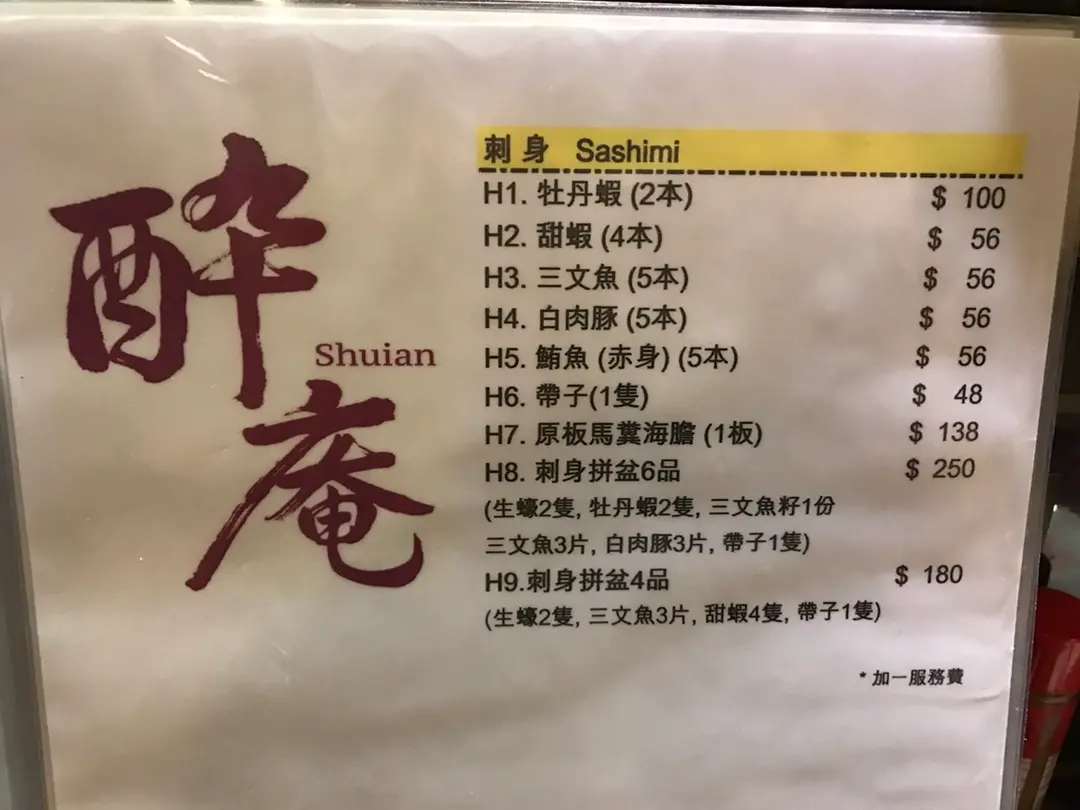 醉庵
Shuian
刺身 Sashimi
H1. 牡丹蝦 (2本) $ 100
H2. 甜蝦 (4本) $ 56
H3. 三文魚 (5本) $ 56
H4. 白肉豚 (5本) $ 56
H5. 鮪魚 (赤身) (5本) $ 56
H6. 帶子(1隻) $ 48
H7. 原板馬糞海膽 (1板) $ 138
H8. 刺身拼盆6品 $ 250
(生蠔2隻, 牡丹蝦2隻, 三文魚籽1份
三文魚3片, 白肉豚3片, 帶子1隻)
H9.刺身拼盆4品 $ 180
(生蠔2隻, 三文魚3片, 甜蝦4隻, 帶子1隻)
* 加一服務費